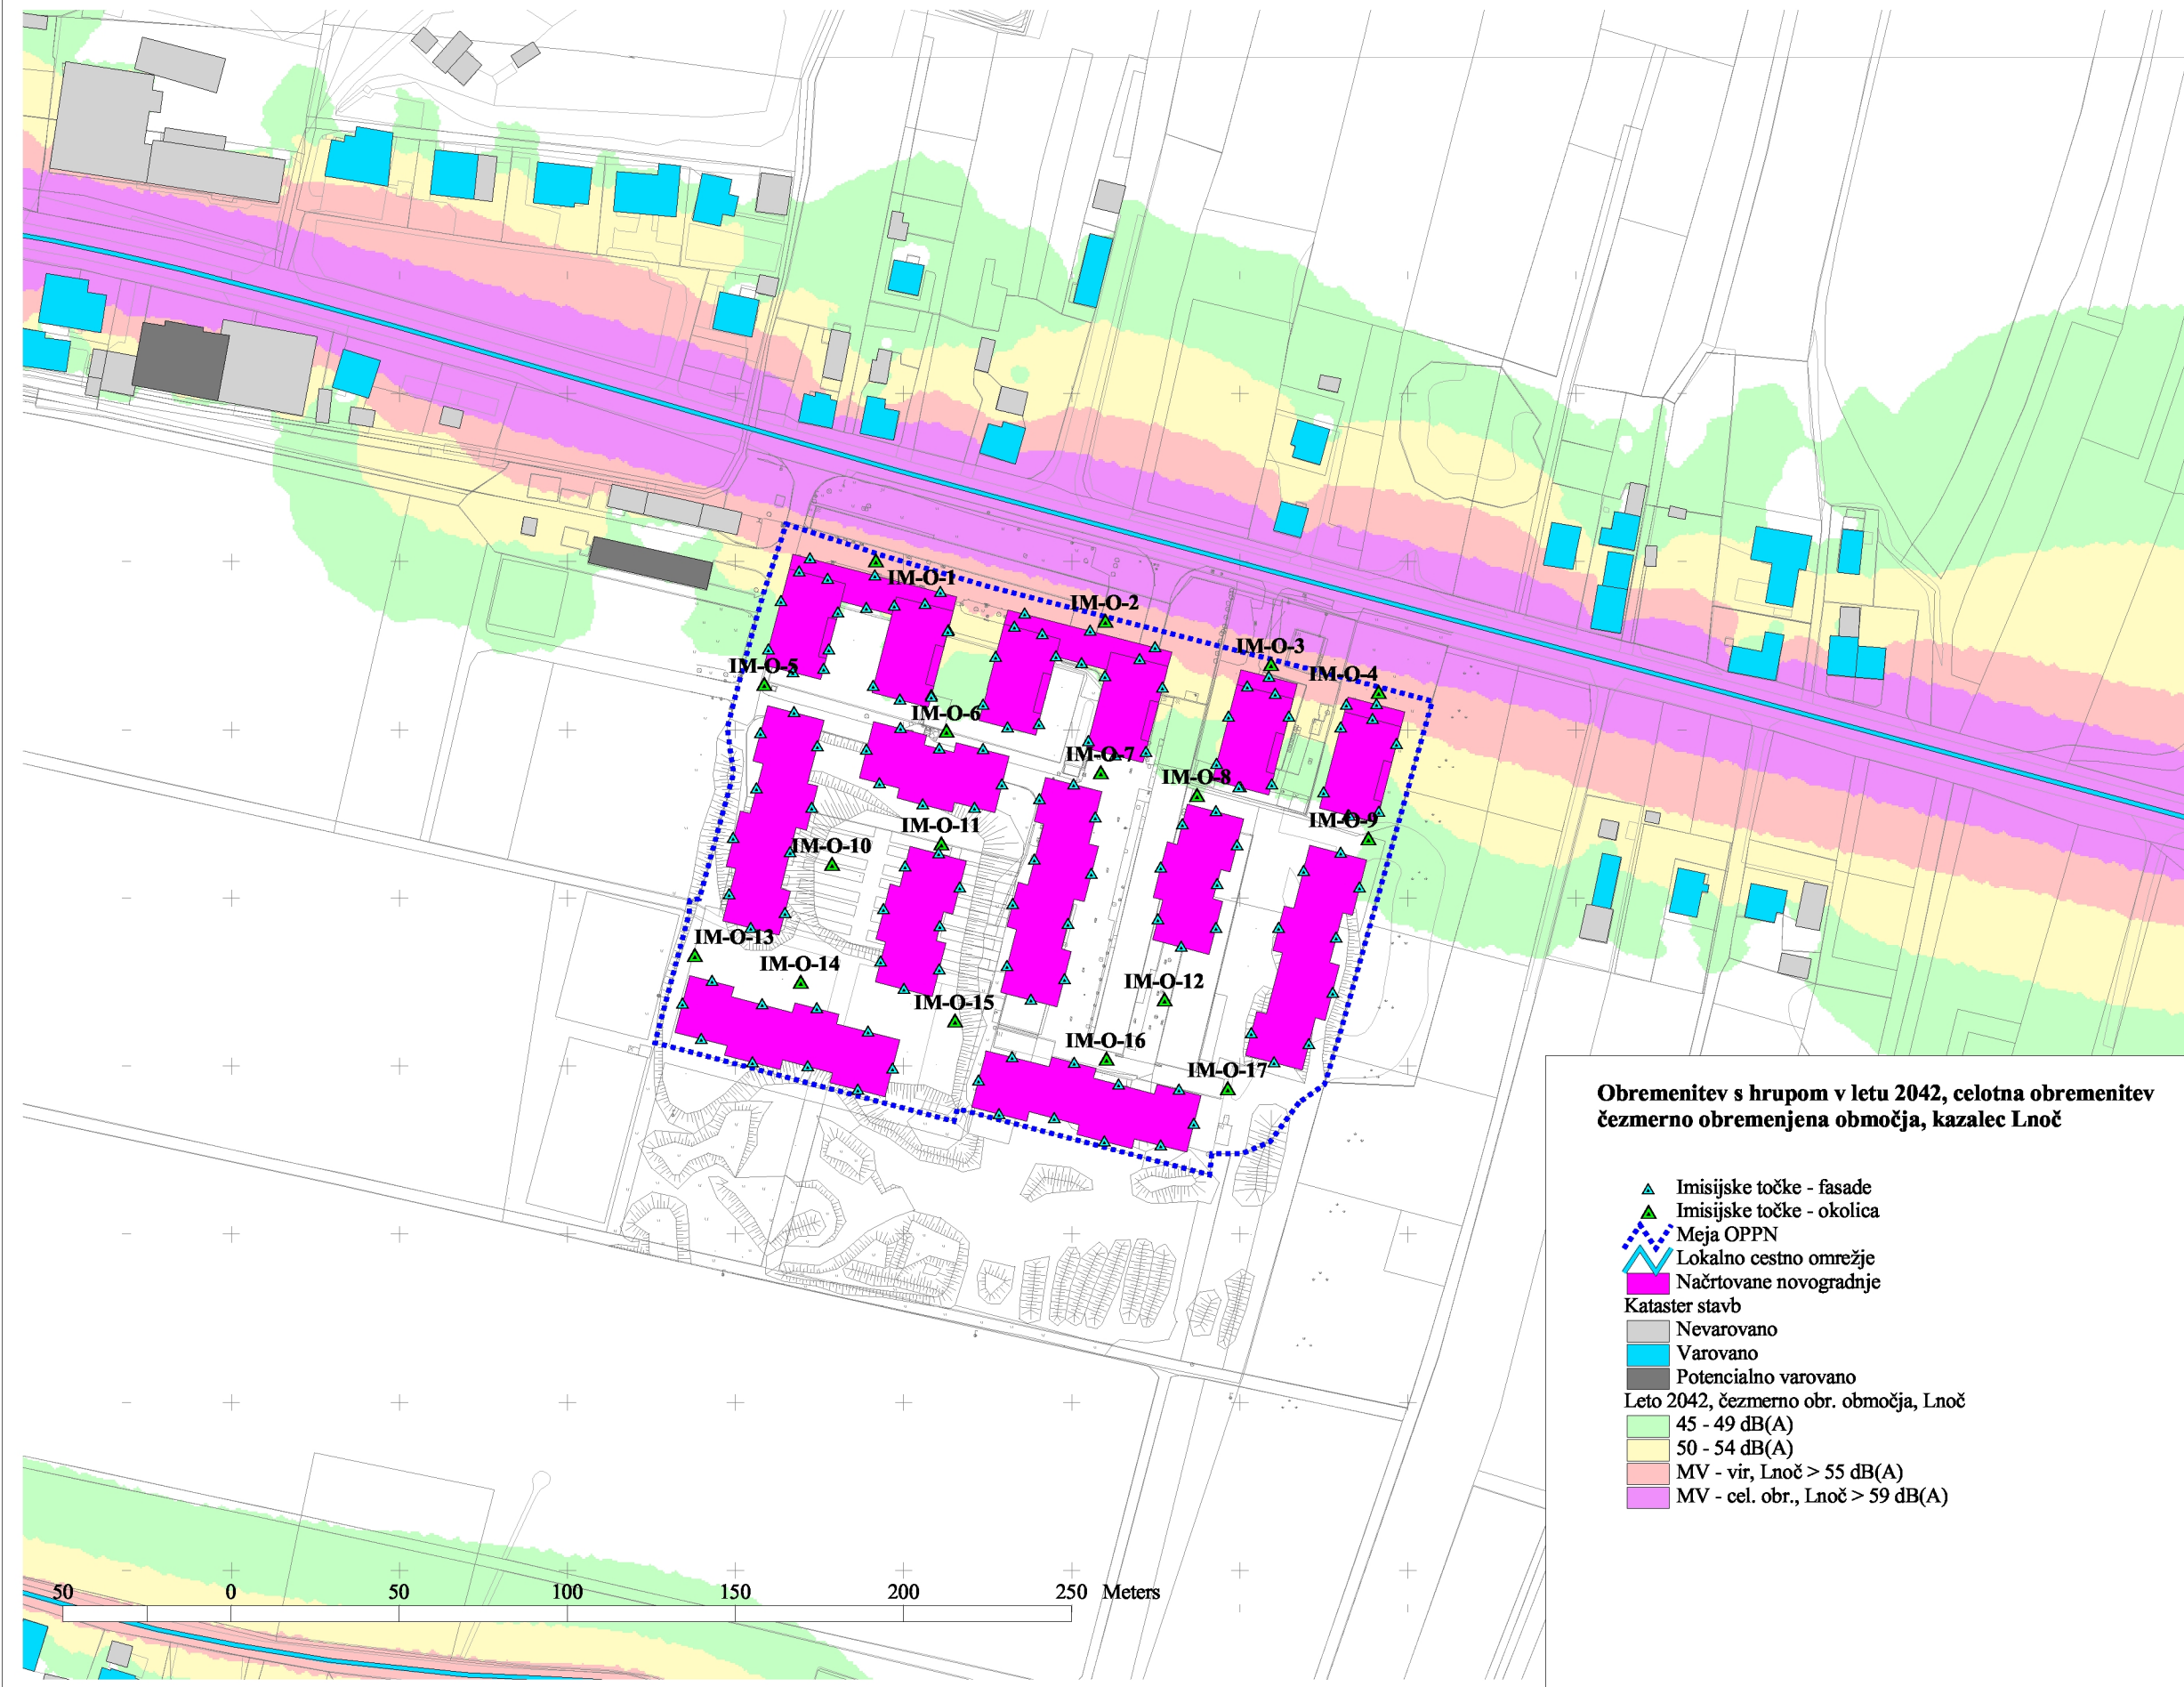 IM-O-1
IM-O-2
IM-O-3
IM-O-4
IM-O-5
IM-O-6
IM-O-7
IM-O-8
IM-O-9
IM-O-11
IM-O-10
IM-O-13
IM-O-14
IM-O-12
IM-O-15
IM-O-16
IM-O-17
Obremenitev s hrupom v letu 2042, celotna obremenitev
čezmerno obremenjena območja, kazalec Lnoč
Imisijske točke - fasade
Imisijske točke - okolica
Meja OPPN
Lokalno cestno omrežje
Načrtovane novogradnje
Kataster stavb
Nevarovano
Varovano
Potencialno varovano
Leto 2042, čezmerno obr. območja, Lnoč
45 - 49 dB(A)
50 - 54 dB(A)
MV - vir, Lnoč > 55 dB(A)
MV - cel. obr., Lnoč > 59 dB(A)
50 0 50 100 150 200 250 Meters